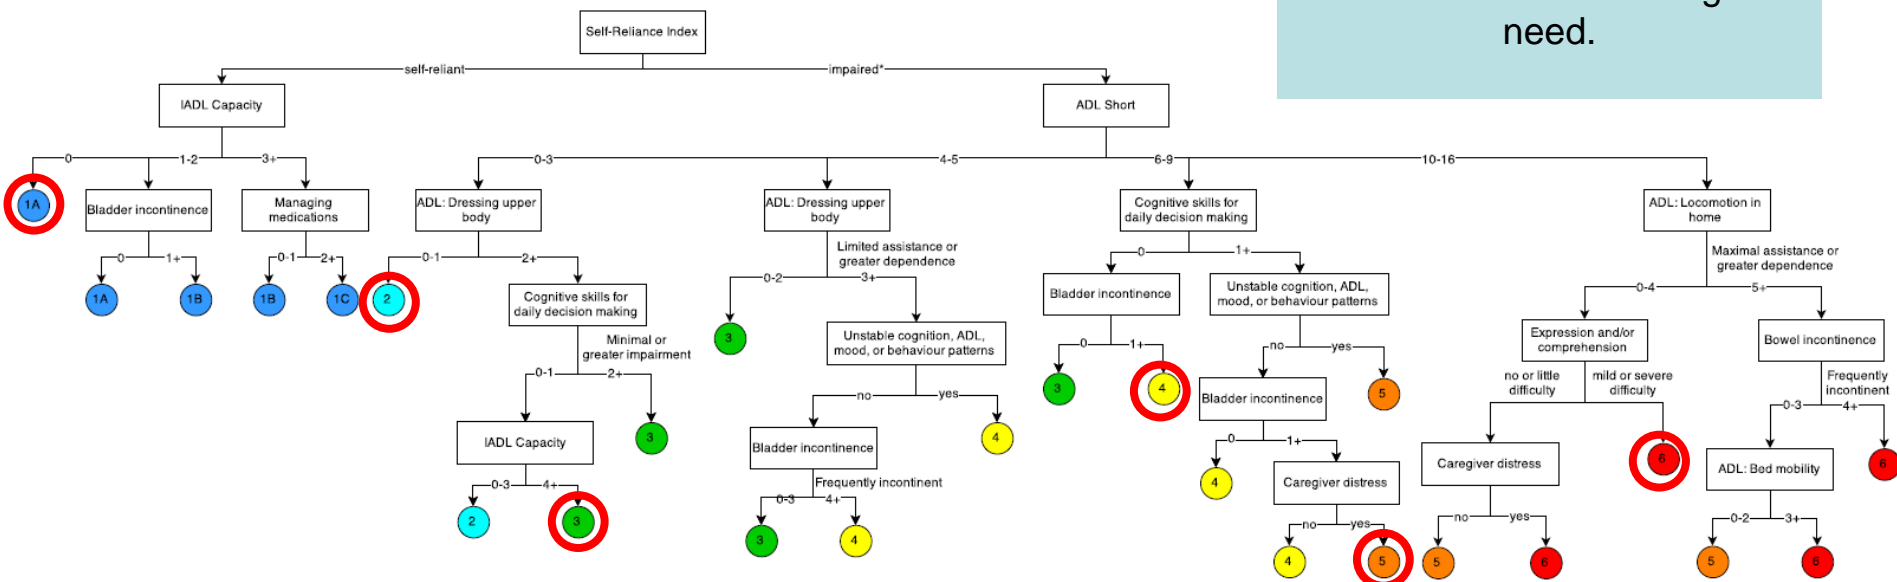 need.
Self-Reliance Index
self-reliant
impaired*
IADL Capacity
ADL Short
0
1-2
3+
0-3
4-5
6-9
10-16
1A
Bladder incontinence
Managing
medications
ADL: Dressing upper
body
ADL: Dressing upper
body
Cognitive skills for
daily decision making
ADL: Locomotion in
home
0
1+
0-1
2+
0-1
2+
Limited assistance or
greater dependence
0-2
3+
0
1+
Maximal assistance or
greater dependence
0-4
5+
1A
1B
1B
1C
2
Cognitive skills for
daily decision making
Minimal or
greater impairment
0-1
2+
3
Unstable cognition, ADL,
mood, or behaviour patterns
no
yes
Bladder incontinence
0
1+
Unstable cognition, ADL,
mood, or behaviour patterns
no
yes
Expression and/or
comprehension
no or little
difficulty
mild or severe
difficulty
Bowel incontinence
Frequently
incontinent
0-3
4+
3
4
Bladder incontinence
5
IADL Capacity
0-3
4+
3
Bladder incontinence
Frequently incontinent
0-3
4+
4
0
1+
4
Caregiver distress
no
yes
Caregiver distress
no
yes
6
ADL: Bed mobility
0-2
3+
6
2
3
3
4
4
5
5
6
5
6